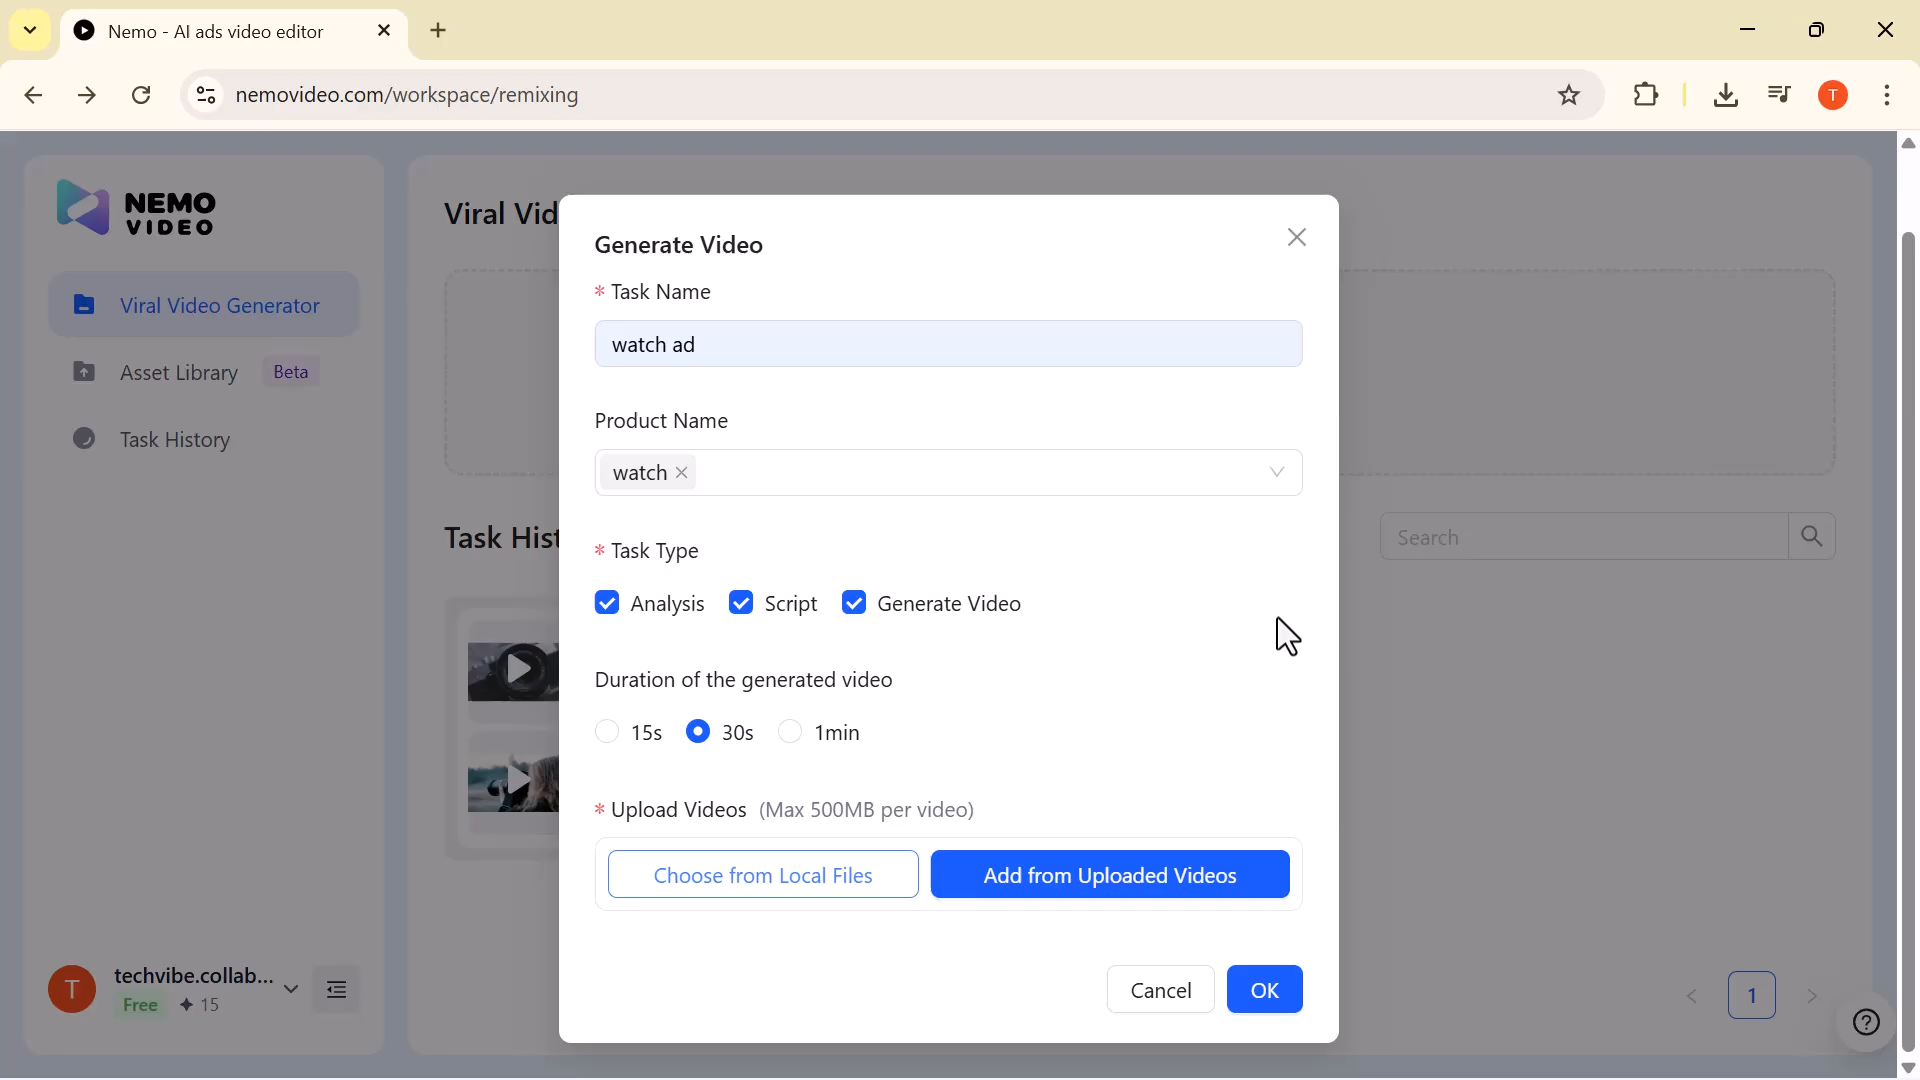 Nemo - AI ads video editor
nemovideo.com/workspace/remixing
T
NEMO
VIDEO
Viral Video Generator
Asset Library Beta
Task History
techvibe.collab...
T
Free 15
Viral Vid
Task Hist
Search
1
Generate Video
* Task Name
watch ad
Product Name
watch
* Task Type
Analysis Script Generate Video
Duration of the generated video
15s 30s 1min
* Upload Videos (Max 500MB per video)
Choose from Local Files Add from Uploaded Videos
Cancel OK